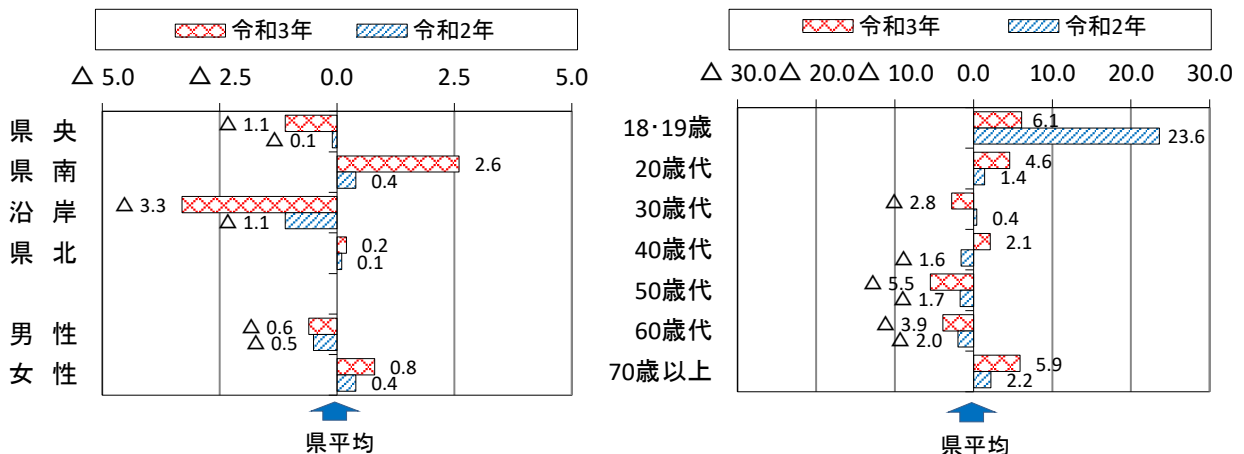 令和3年 令和2年
△ 5.0 △ 2.5 0.0 2.5 5.0
県 央 △ 1.1
△ 0.1
県 南 2.6
0.4
沿 岸 △ 3.3
△ 1.1
県 北 0.2
0.1
男 性 △ 0.6
△ 0.5
女 性 0.8
0.4
県平均
令和3年 令和2年
△ 30.0 △ 20.0 △ 10.0 0.0 10.0 20.0 30.0
18・19歳 6.1
23.6
20歳代 4.6
1.4
30歳代 △ 2.8
0.4
40歳代 2.1
△ 1.6
50歳代 △ 5.5
△ 1.7
60歳代 △ 3.9
△ 2.0
70歳以上 5.9
2.2
県平均